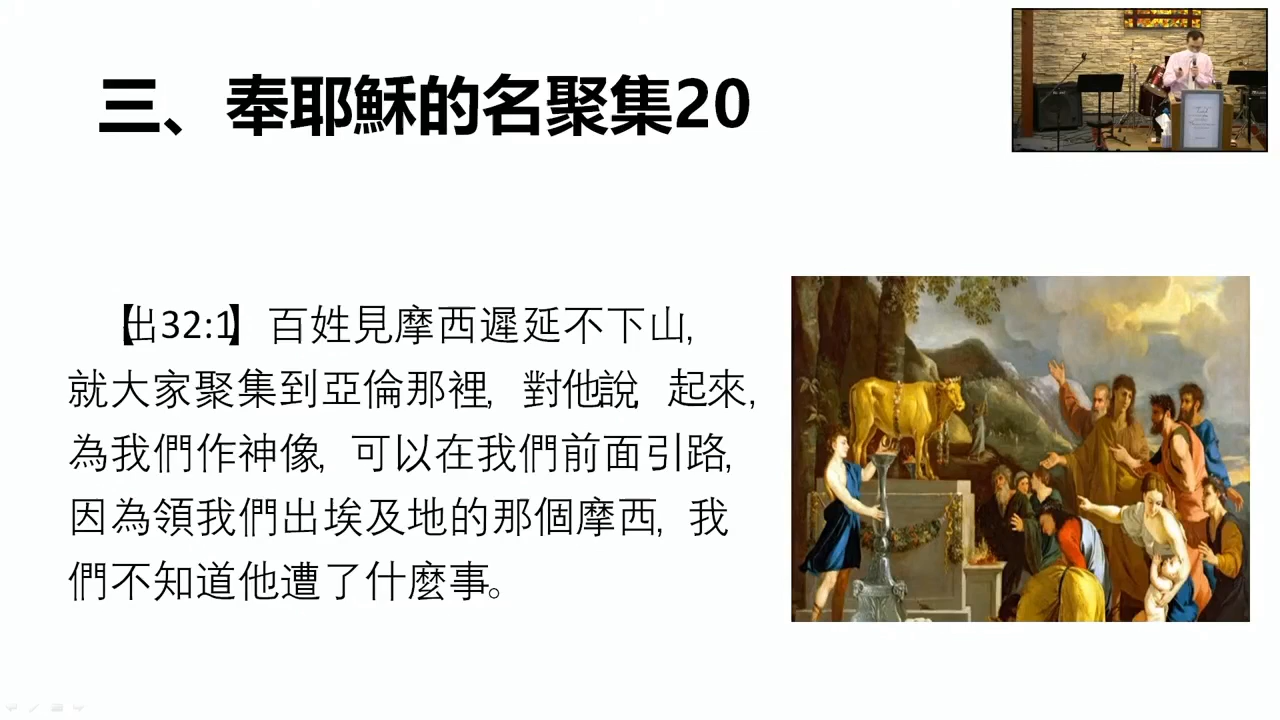 三、奉耶穌的名聚集20
【出32:1】 百姓見摩西遲延不下山,
就大家聚集到亞倫那裡, 對他說, 起來,
為我們作神像, 可以在我們前面引路,
因為領我們出埃及地的那個摩西, 我
們不知道他遭了什麼事。